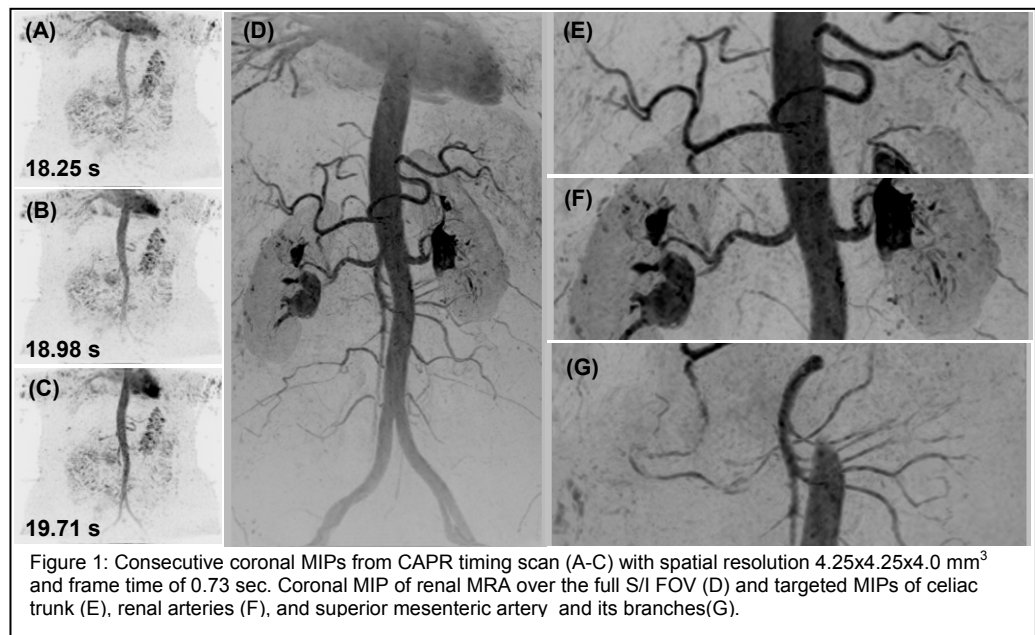 (A)
18.25 s
(B)
18.98 s
(C)
19.71 s
(D)
(E)
(F)
(G)
Figure 1: Consecutive coronal MIPs from CAPR timing scan (A-C) with spatial resolution 4.25x4.25x4.0 mm³
and frame time of 0.73 sec. Coronal MIP of renal MRA over the full S/I FOV (D) and targeted MIPs of celiac
trunk (E), renal arteries (F), and superior mesenteric artery and its branches(G).